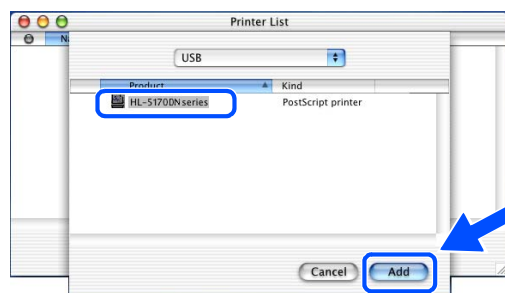 Printer List
N
USB
Product Kind
HL-5170DN series PostScript printer
Cancel Add